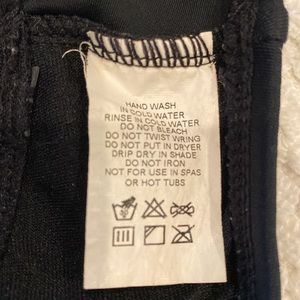 HAND WASH
IN COLD WATER
RINSE IN COLD WATER
DO NOT BLEACH
DO NOT TWIST WRING
DO NOT PUT IN DRYER
DRIP DRY IN SHADE
DO NOT IRON
NOT FOR USE IN SPAS
OR HOT TUBS